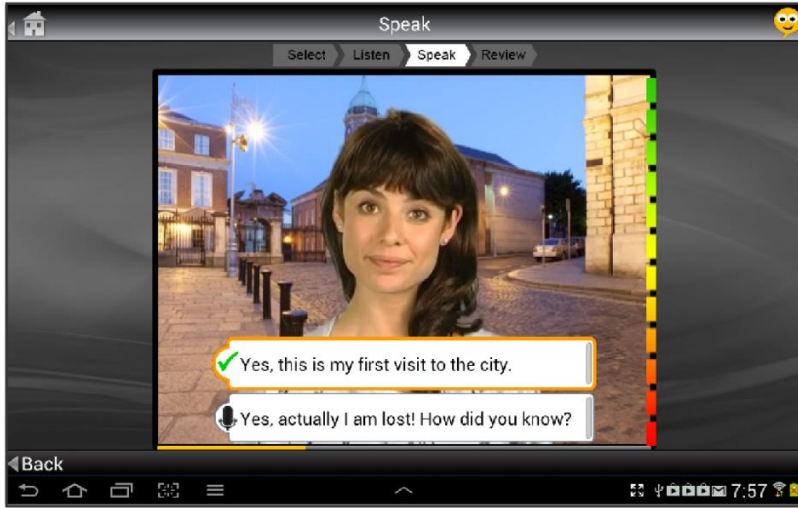 Speak
Select Listen Speak Review
Yes, this is my first visit to the city.
Yes, actually I am lost! How did you know?
Back
7:57